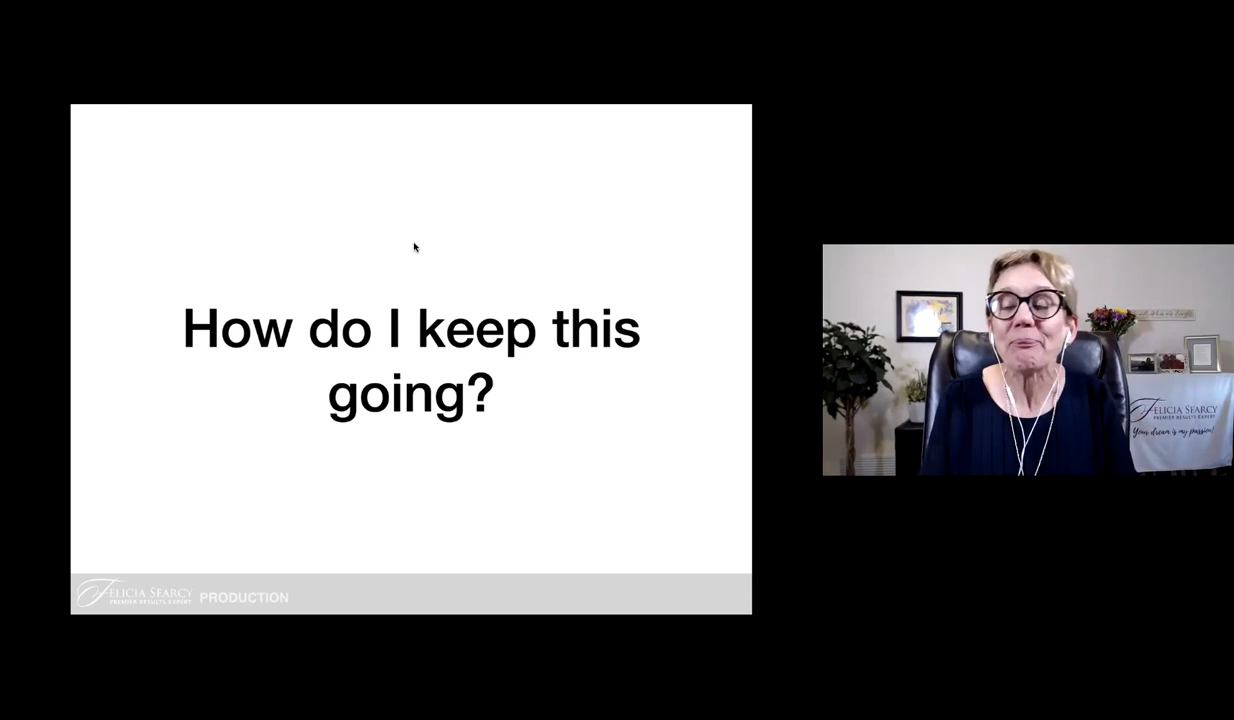 How do I keep this
going?
FELICIA SEARCY
PREMIER RESULTS EXPERT
PRODUCTION
FELICIA SEARCY
PREMIER RESULTS EXPERT
Your dream is my passion!